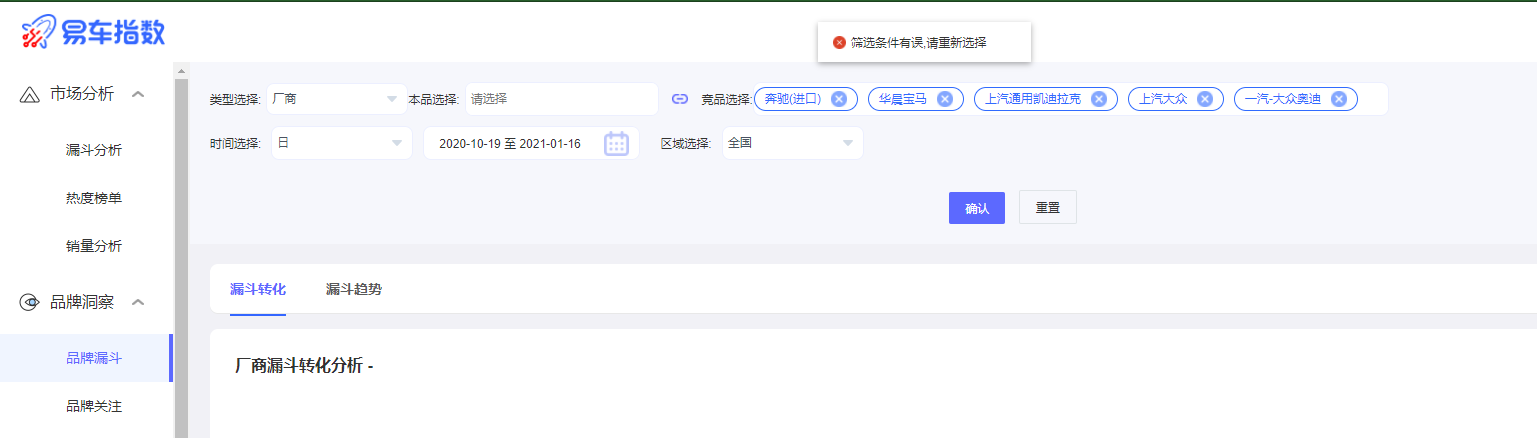 易车指数
筛选条件有误,请重新选择
市场分析
漏斗分析
热度榜单
销量分析
品牌洞察
品牌漏斗
品牌关注
类型选择: 厂商 本品选择: 请选择 竞品选择: 奔驰(进口) 华晨宝马 上汽通用凯迪拉克 上汽大众 一汽-大众奥迪
时间选择: 日 2020-10-19 至 2021-01-16 区域选择: 全国
确认 重置
漏斗转化 漏斗趋势
厂商漏斗转化分析 -